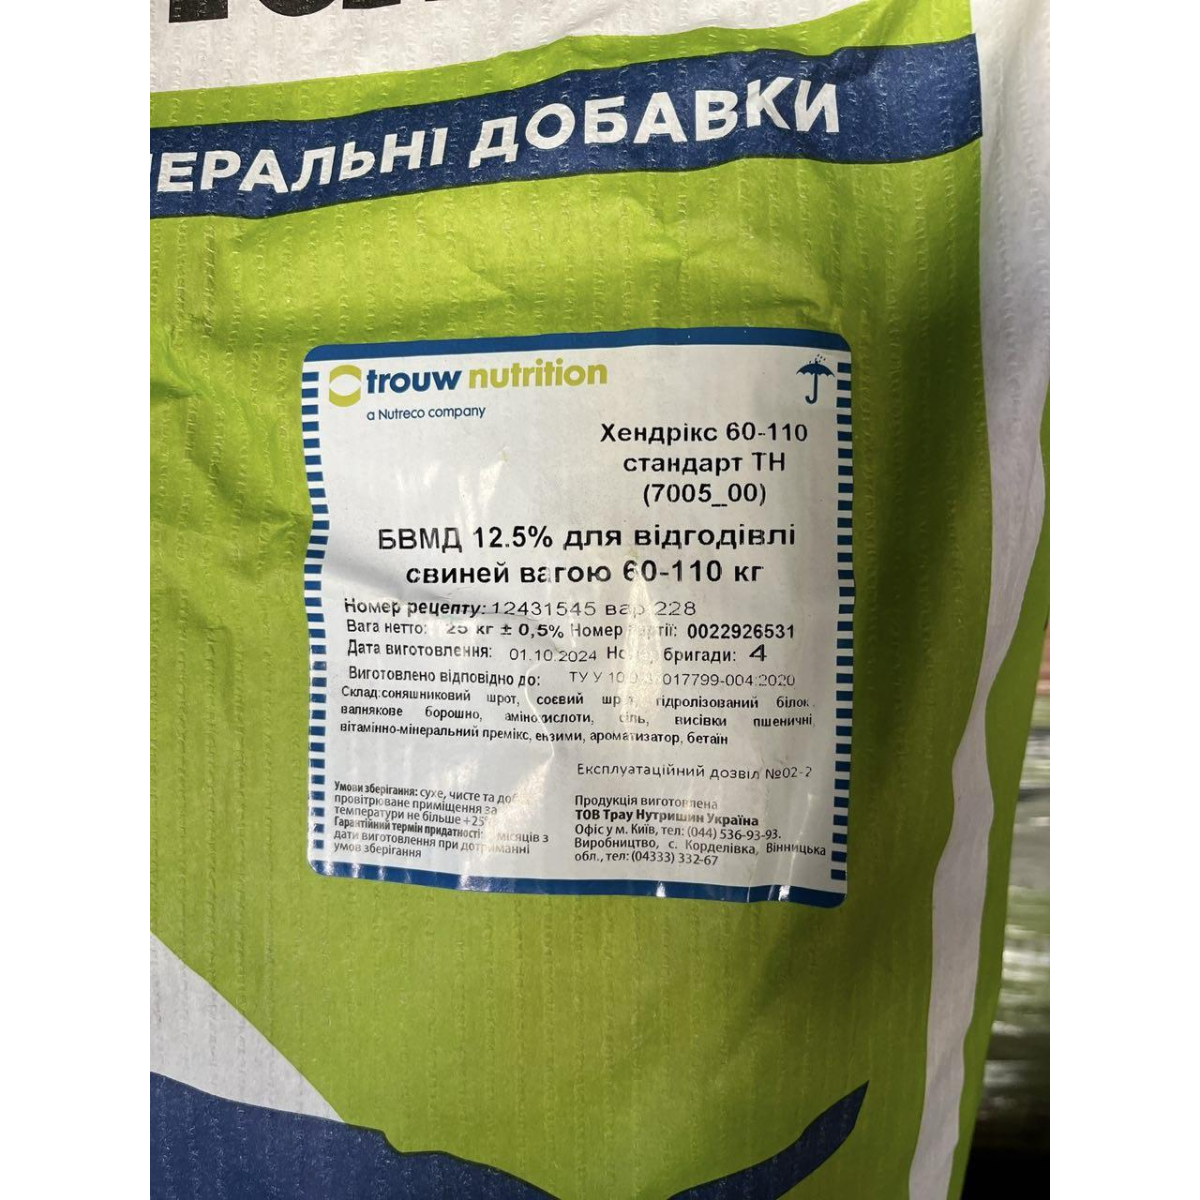 ЕРАЛЬНІ ДОБАВКИ
trouw nutrition
a Nutreco company
Хендрікс 60-110
стандарт ТН
(7005_00)
БВМД 12.5% для відгодівлі
свиней вагою 60-110 кг
Номер рецепту: 12431545 вар 228
Вага нетто: 25 кг ± 0,5% Номер партії: 0022926531
Дата виготовлення: 01.10.2024 Номер бригади: 4
Виготовлено відповідно до: ТУ У
Склад:соняшниковий шрот, соєвий шрот, гідролізований білок,
вапнякове борошно, амінокислоти, сіль, висівки пшеничні,
вітамінно-мінеральний премікс, ензими, ароматизатор, бетаїн
Експлуатаційний дозвіл №02-2
Умови зберігання: сухе, чисте та
провітрюване приміщення за
температури не більше +25°
Гарантійний термін придатності: місяців з
дати виготовлення при дотриманні
умов зберігання
Продукція виготовлена
ТОВ Трау Нутришин Україна
Офіс у м. Київ, тел: (044) 536-93-93.
Виробництво, с. Корделівка, Вінницька
обл., тел: (04333) 332-67